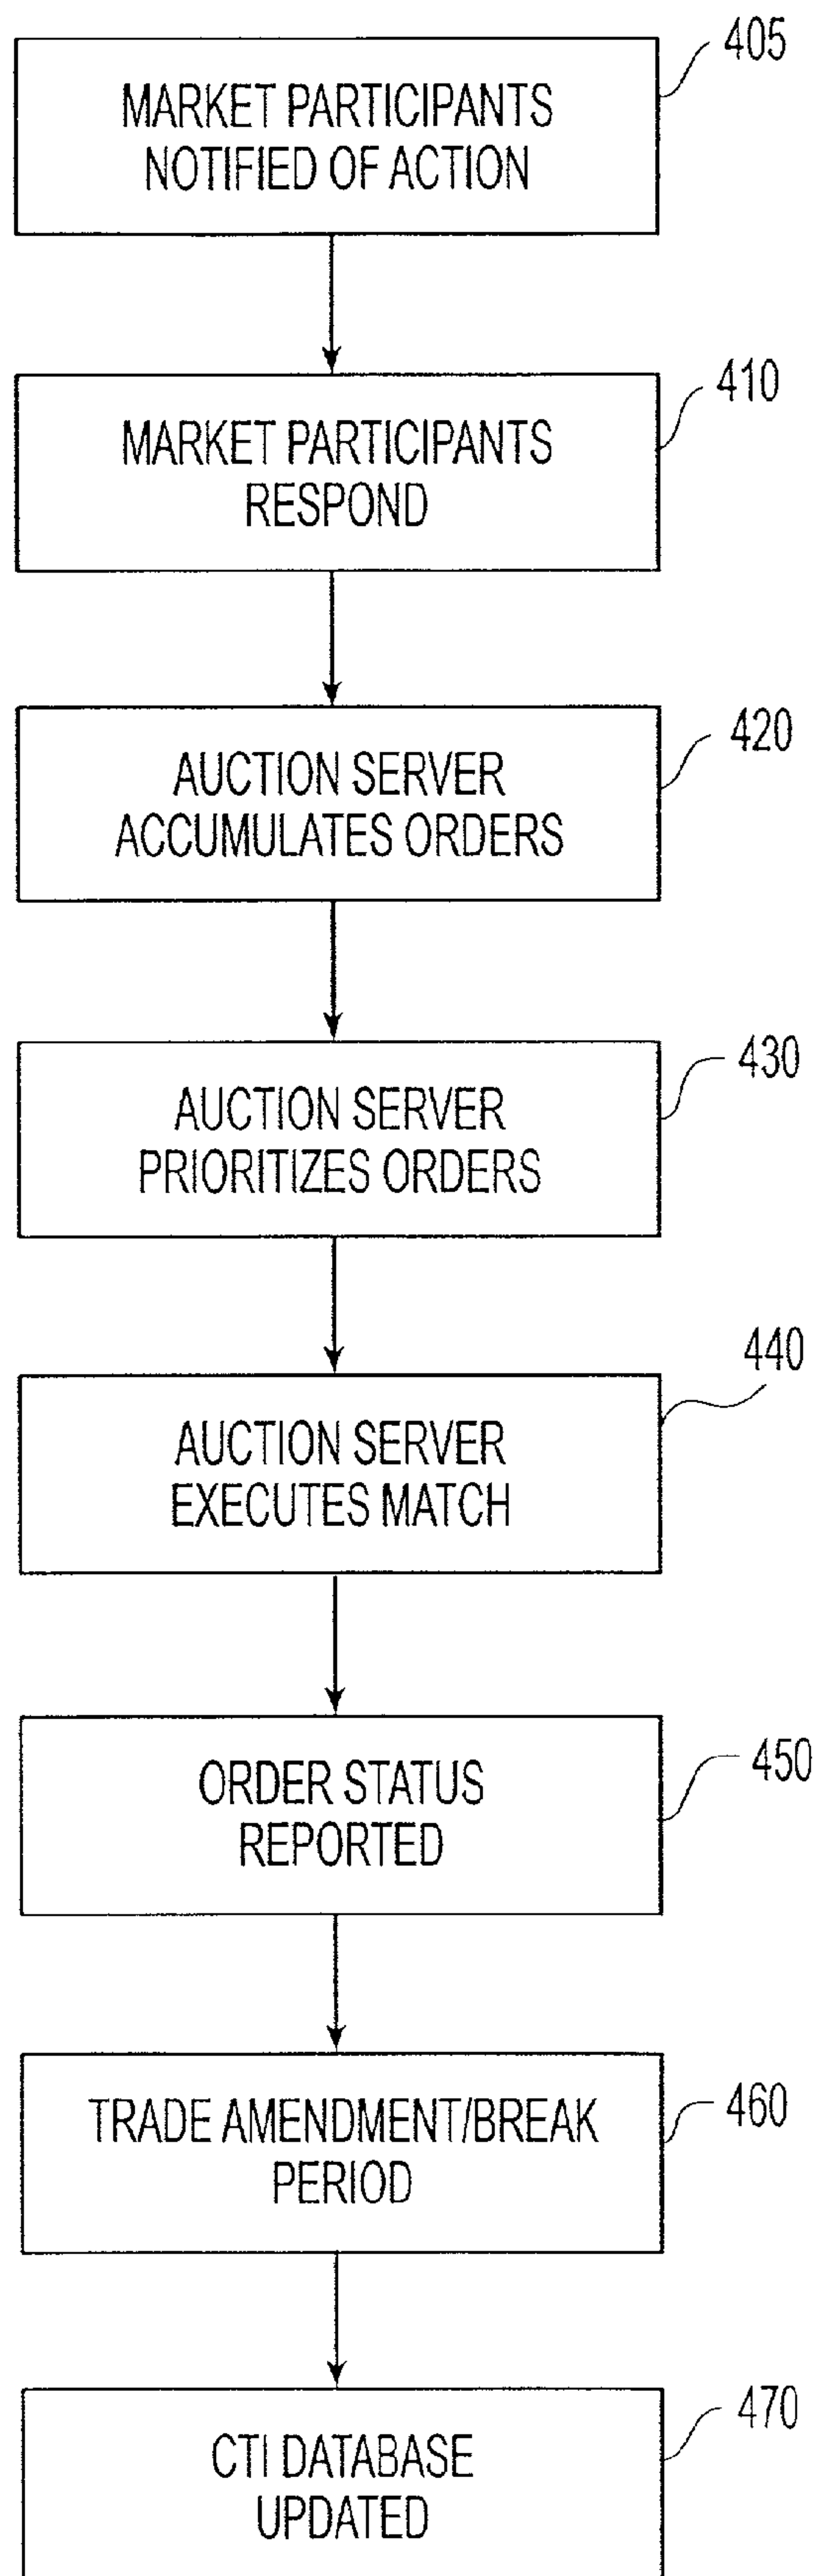 405
MARKET PARTICIPANTS
NOTIFIED OF ACTION
410
MARKET PARTICIPANTS
RESPOND
420
AUCTION SERVER
ACCUMULATES ORDERS
430
AUCTION SERVER
PRIORITIZES ORDERS
440
AUCTION SERVER
EXECUTES MATCH
450
ORDER STATUS
REPORTED
460
TRADE AMENDMENT/BREAK
PERIOD
470
CTI DATABASE
UPDATED